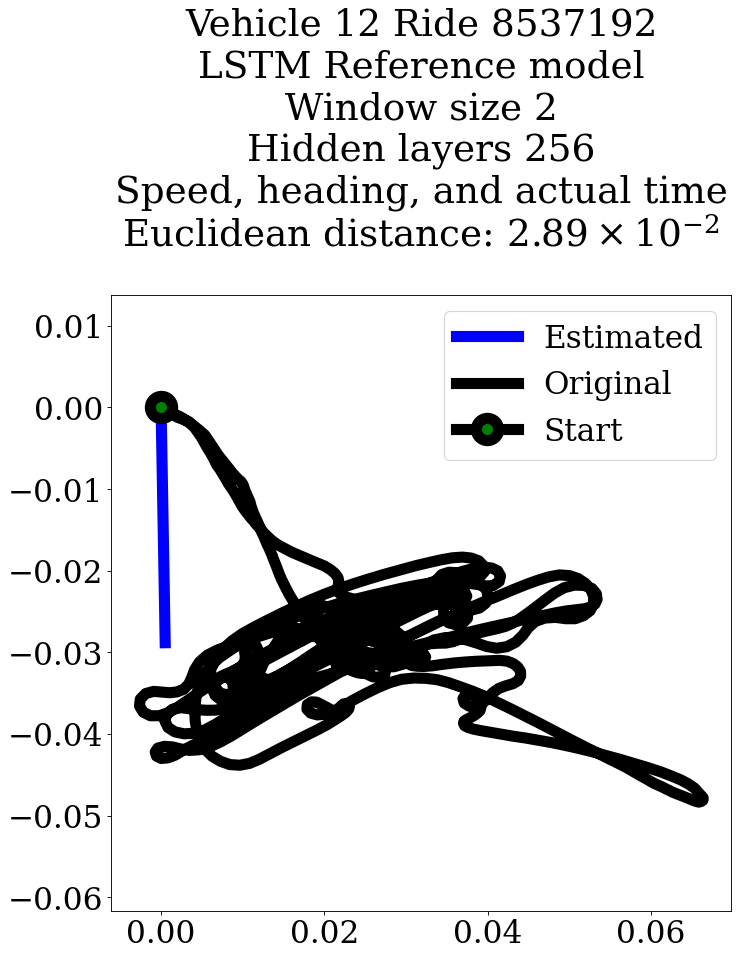 Vehicle 12 Ride 8537192
LSTM Reference model
Window size 2
Hidden layers 256
Speed, heading, and actual time
Euclidean distance: 2.89 × 10⁻²
Estimated
Original
Start
0.01
0.00
−0.01
−0.02
−0.03
−0.04
−0.05
−0.06
0.00 0.02 0.04 0.06